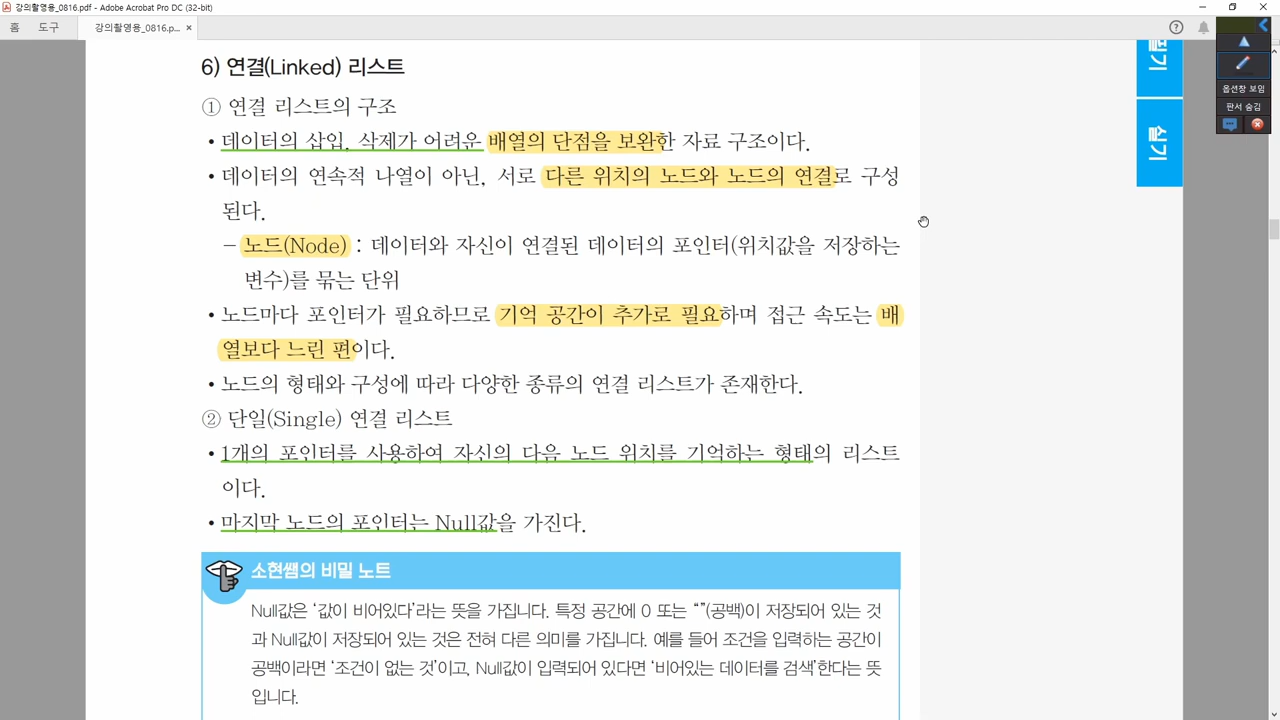 강의촬영용_0816.pdf - Adobe Acrobat Pro DC (32-bit)
홈 도구 강의촬영용_0816.p... ×
필기
옵션창 보임
판서 숨김
실기
6) 연결(Linked) 리스트
① 연결 리스트의 구조
• 데이터의 삽입, 삭제가 어려운 배열의 단점을 보완한 자료 구조이다.
• 데이터의 연속적 나열이 아닌, 서로 다른 위치의 노드와 노드의 연결로 구성
된다.
– 노드(Node) : 데이터와 자신이 연결된 데이터의 포인터(위치값을 저장하는
변수)를 묶는 단위
• 노드마다 포인터가 필요하므로 기억 공간이 추가로 필요하며 접근 속도는 배
열보다 느린 편이다.
• 노드의 형태와 구성에 따라 다양한 종류의 연결 리스트가 존재한다.
② 단일(Single) 연결 리스트
• 1개의 포인터를 사용하여 자신의 다음 노드 위치를 기억하는 형태의 리스트
이다.
• 마지막 노드의 포인터는 Null값을 가진다.
소현쌤의 비밀 노트
Null값은 ‘값이 비어있다’라는 뜻을 가집니다. 특정 공간에 0 또는 “”(공백)이 저장되어 있는 것
과 Null값이 저장되어 있는 것은 전혀 다른 의미를 가집니다. 예를 들어 조건을 입력하는 공간이
공백이라면 ‘조건이 없는 것’이고, Null값이 입력되어 있다면 ‘비어있는 데이터를 검색’한다는 뜻
입니다.